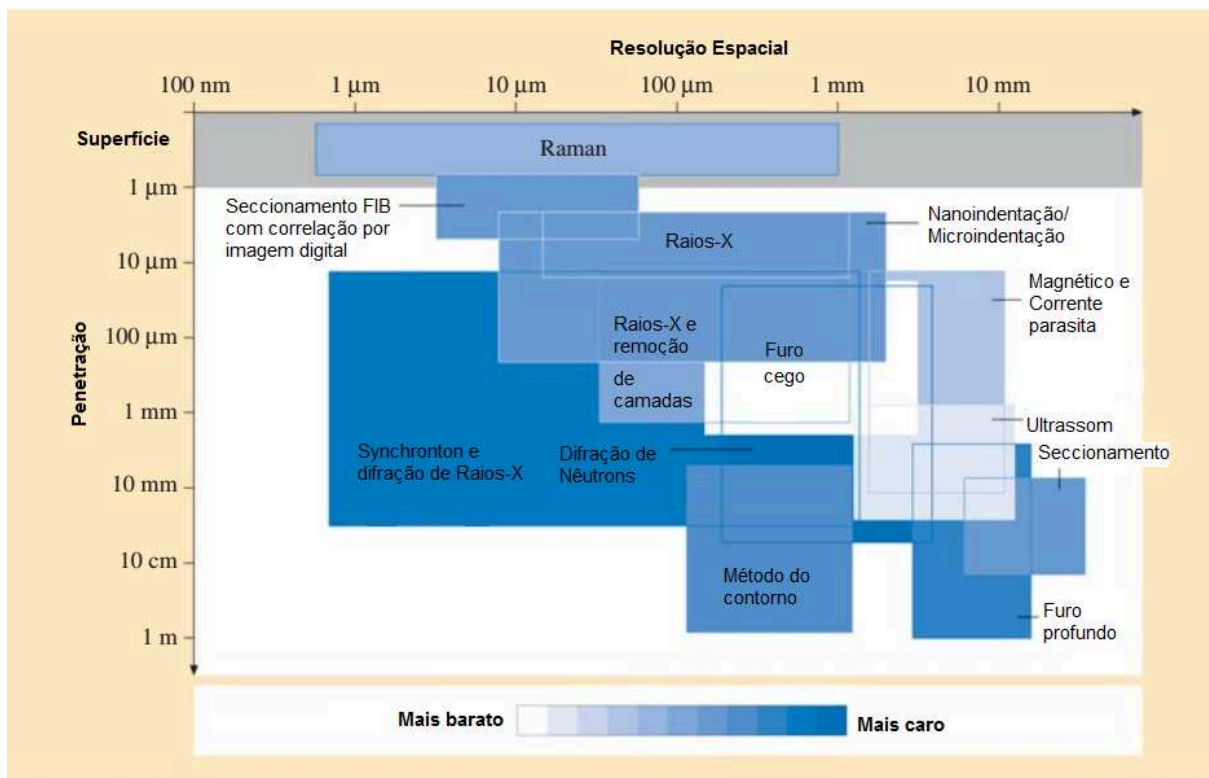 Resolução Espacial
100 nm
1 µm
10 µm
100 µm
1 mm
10 mm
Superfície
Raman
1 µm
Seccionamento FIB
com correlação por
imagem digital
Nanoindentação/
Microindentação
Raios-X
10 µm
Magnético e
Corrente
parasita
Penetração
100 µm
Raios-X e
remoção
de
camadas
Furo
cego
1 mm
Ultrassom
Synchronton e
difração de Raios-X
Difração de
Nêutrons
Seccionamento
10 mm
10 cm
Método do
contorno
Furo
profundo
1 m
Mais barato
Mais caro